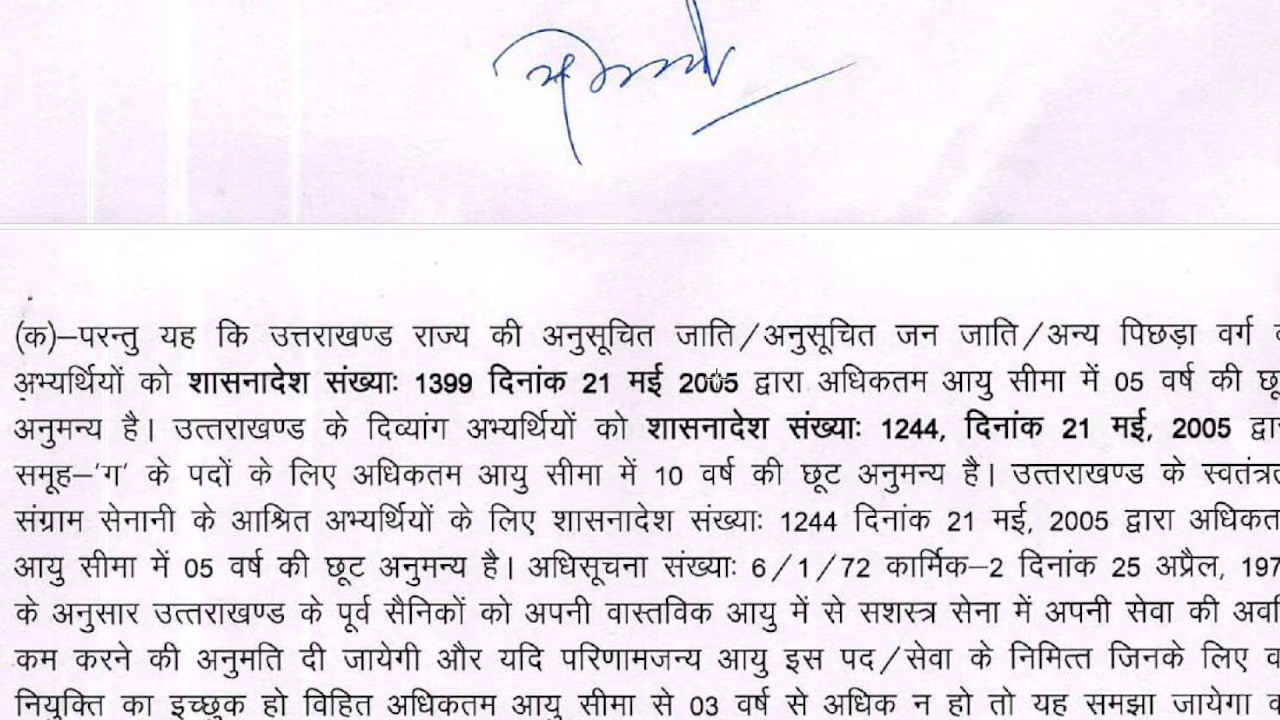 (क)–परन्तु यह कि उत्तराखण्ड राज्य की अनुसूचित जाति/अनुसूचित जन जाति/अन्य पिछड़ा वर्ग
अभ्यर्थियों को शासनादेश संख्याः 1399 दिनांक 21 मई 2005 द्वारा अधिकतम आयु सीमा में 05 वर्ष की
अनुमन्य है। उत्तराखण्ड के दिव्यांग अभ्यर्थियों को शासनादेश संख्याः 1244, दिनांक 21 मई, 2005
समूह–'ग' के पदों के लिए अधिकतम आयु सीमा में 10 वर्ष की छूट अनुमन्य है। उत्तराखण्ड के
संग्राम सेनानी के आश्रित अभ्यर्थियों के लिए शासनादेश संख्याः 1244 दिनांक 21 मई, 2005 द्वारा
आयु सीमा में 05 वर्ष की छूट अनुमन्य है। अधिसूचना संख्याः 6/1/72 कार्मिक–2 दिनांक 25 अप्रैल, 197
के अनुसार उत्तराखण्ड के पूर्व सैनिकों को अपनी वास्तविक आयु में से सशस्त्र सेना में अपनी सेवा की
कम करने की अनुमति दी जायेगी और यदि परिणामजन्य आयु इस पद/सेवा के निमित्त जिनके लिए
नियुक्ति का इच्छुक हो विहित अधिकतम आयु सीमा से 03 वर्ष से अधिक न हो तो यह समझा जायेगा